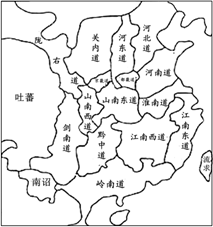 陇
右
道
关内道
河东道
河北道
河南道
京畿道
都畿道
吐蕃
山南西道
山南东道
淮南道
剑南道
黔中道
江南西道
江南东道
南诏
岭南道
流求